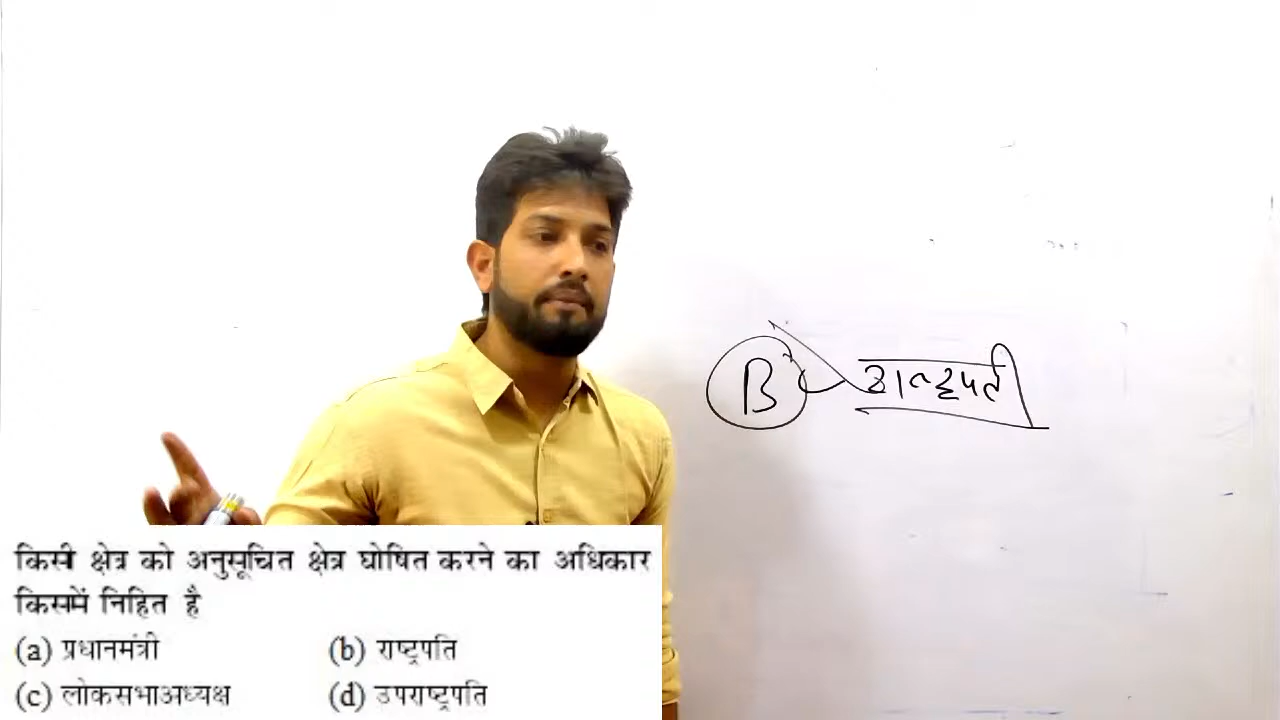 B
किसी क्षेत्र को अनुसूचित क्षेत्र घोषित करने का अधिकार
किसमें निहित है
(a) प्रधानमंत्री (b) राष्ट्रपति
(c) लोकसभाअध्यक्ष (d) उपराष्ट्रपति